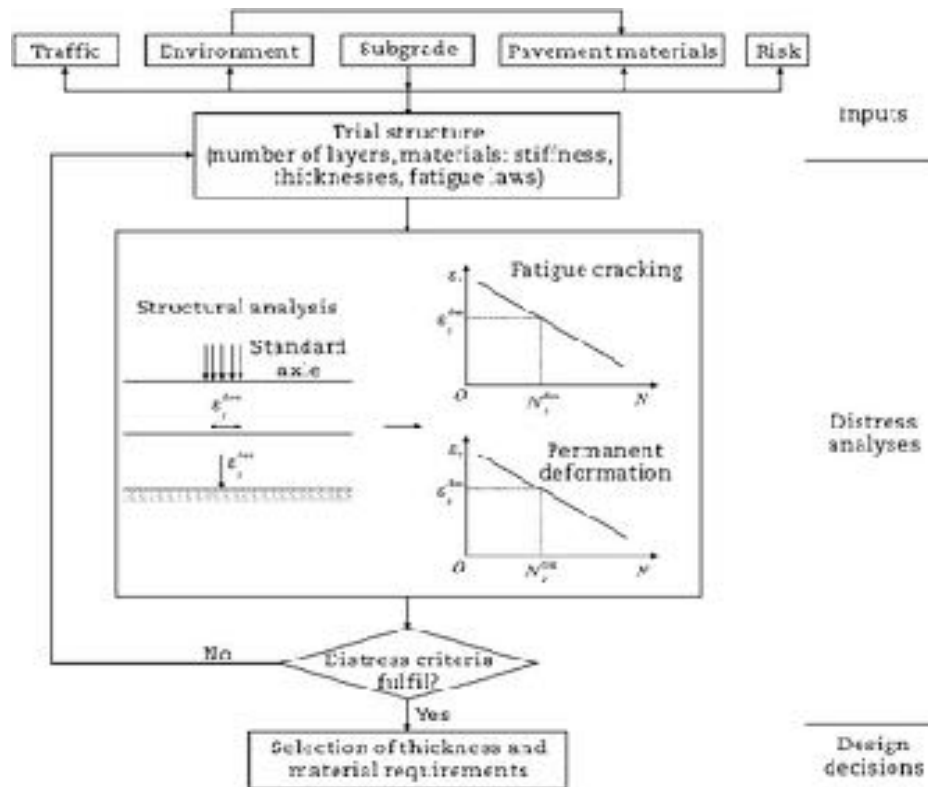 Traffic
Environment
Subgrade
Pavement materials
Risk
Inputs
Trial structure
(number of layers, materials: stiffness,
thicknesses, fatigue laws)
Structural analysis
Standard
axle
Fatigue cracking
O
N
Permanent
deformation
O
N
Distress
analyses
Distress criteria
fulfil?
No
Yes
Selection of thickness and
material requirements
Design
decisions